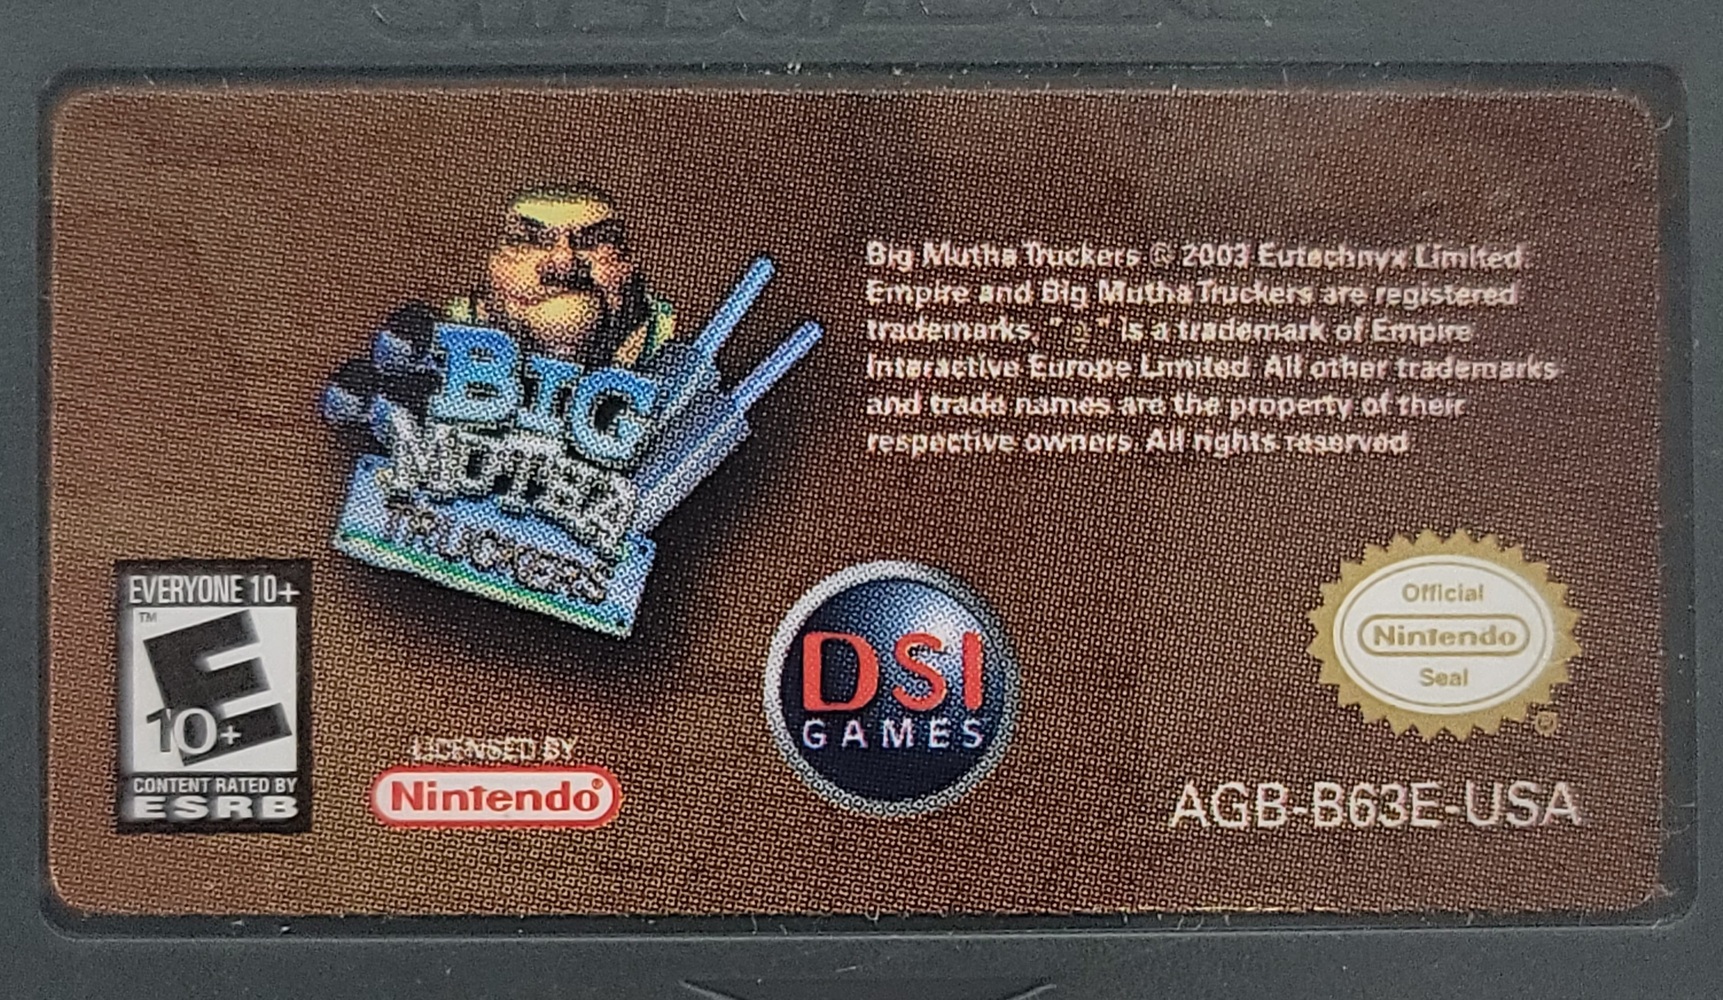 BIG
MUTHA
TRUCKERS
Big Mutha Truckers © 2003 Eutechnyx Limited.
Empire and Big Mutha Truckers are registered
trademarks, "e" is a trademark of Empire
Interactive Europe Limited. All other trademarks
and trade names are the property of their
respective owners. All rights reserved
EVERYONE 10+
TM
E
10+
CONTENT RATED BY
ESRB
LICENSED BY
Nintendo®
DSI
GAMES
Official
Nintendo
Seal
®
AGB-B63E-USA